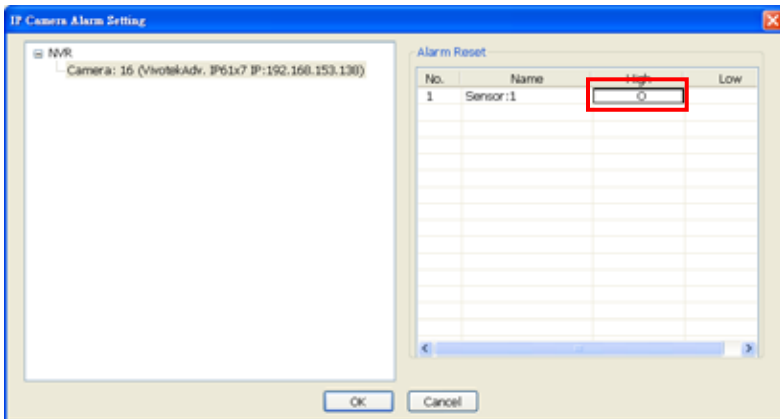 IP Camera Alarm Setting
NVR
Camera: 16 (VivotekAdv. IP61x7 IP:192.168.153.138)
Alarm Reset
No. Name High Low
1 Sensor:1 O
OK Cancel